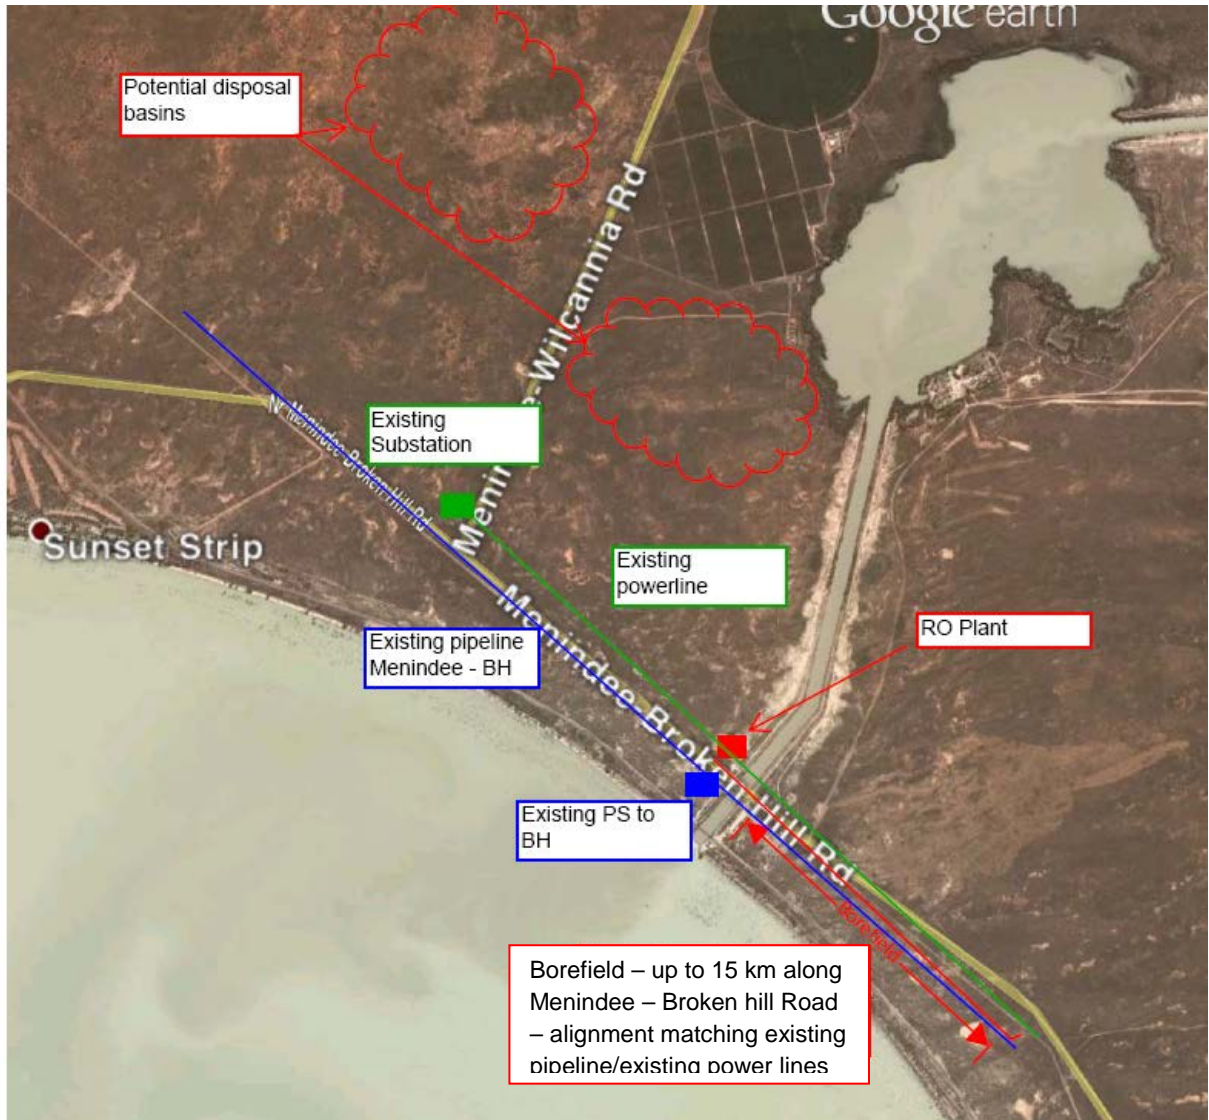 Google earth
Potential disposal
basins
Menindee-Wilcannia Rd
Existing
Substation
Menindee-Broken Hill Rd
Sunset Strip
Existing
powerline
RO Plant
Existing pipeline
Menindee - BH
Menindee-Broken Hill Rd
Existing PS to
BH
Borefield
Borefield – up to 15 km along
Menindee – Broken hill Road
– alignment matching existing
pipeline/existing power lines